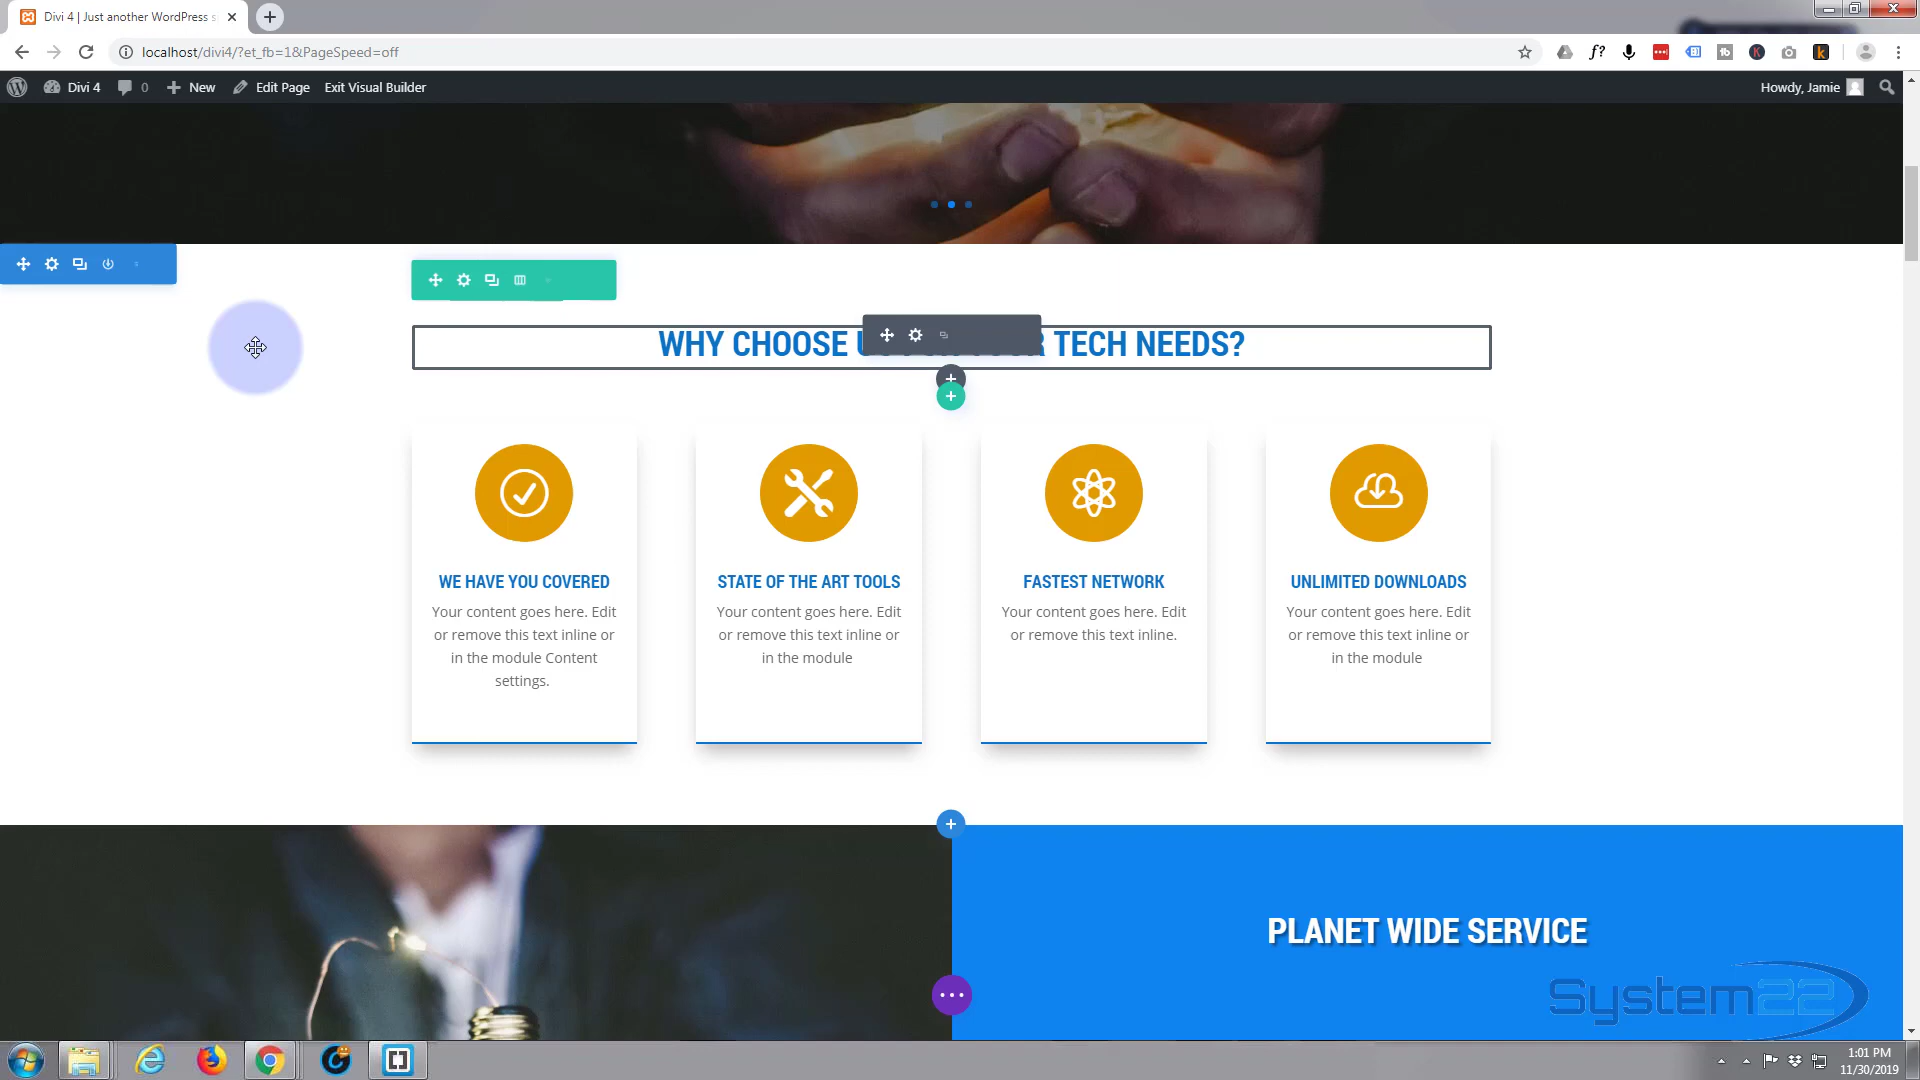 Divi 4 | Just another WordPress s
localhost/divi4/?et_fb=1&PageSpeed=off
Divi 4 0 New Edit Page Exit Visual Builder Howdy, Jamie
WHY CHOOSE TECH NEEDS?
WE HAVE YOU COVERED
Your content goes here. Edit
or remove this text inline or
in the module Content
settings.
STATE OF THE ART TOOLS
Your content goes here. Edit
or remove this text inline or
in the module
FASTEST NETWORK
Your content goes here. Edit
or remove this text inline.
UNLIMITED DOWNLOADS
Your content goes here. Edit
or remove this text inline or
in the module
PLANET WIDE SERVICE
System22
1:01 PM
11/30/2019